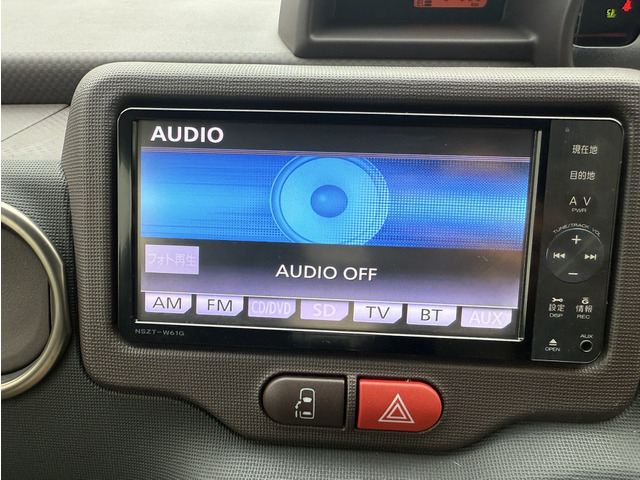 AUDIO
フォト再生
AUDIO OFF
AM FM CD/DVD SD TV BT AUX
NSZT-W61G
現在地
目的地
AV
PWR
TUNE/TRACK VOL
設定 情報
DISP REC
OPEN AUX